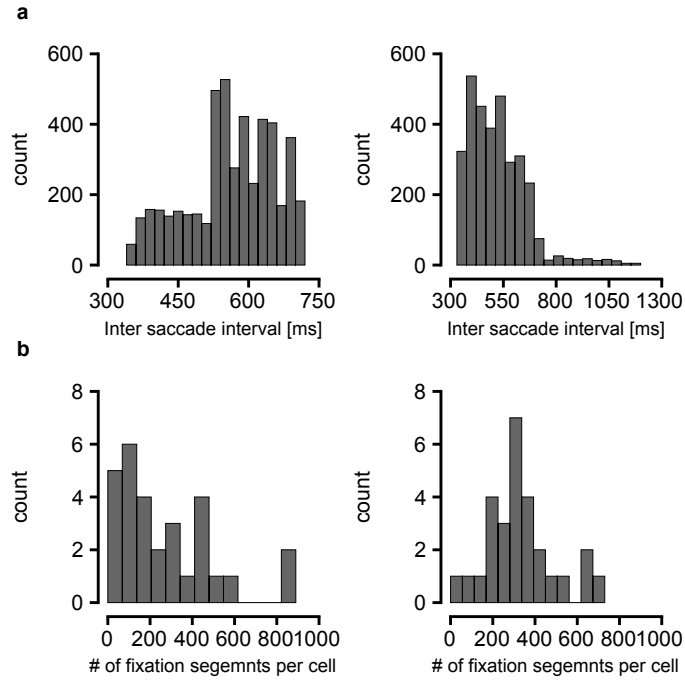 a
600
400
200
0
count
300 450 600 750
Inter saccade interval [ms]
600
400
200
0
count
300 550 800 1050 1300
Inter saccade interval [ms]
b
8
6
4
2
0
count
0 200 400 600 8001000
# of fixation segemnts per cell
8
6
4
2
0
count
0 200 400 600 8001000
# of fixation segemnts per cell